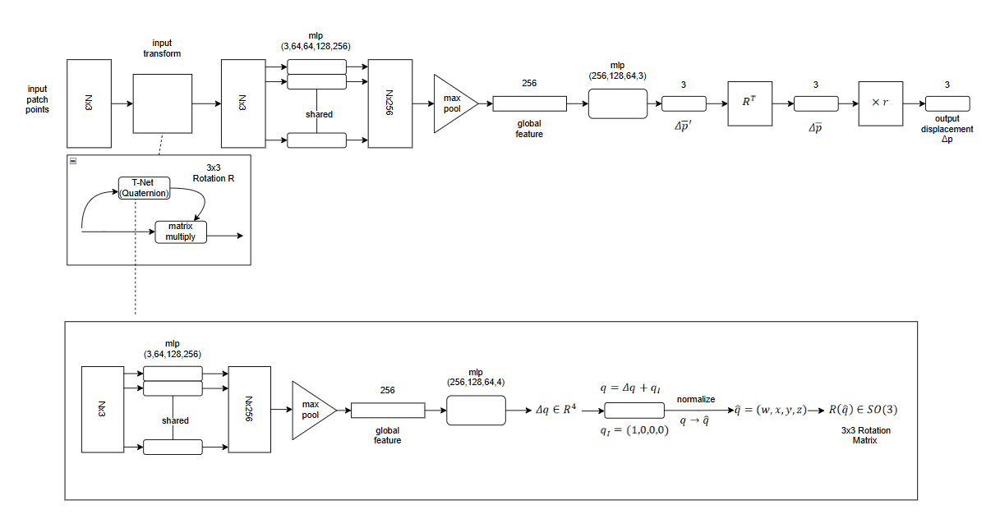 input
patch
points
Nx3
input
transform
Nx3
mlp
(3,64,64,128,256)
shared
Nx256
max
pool
256
global
feature
mlp
(256,128,64,3)
3
Δp̅′
Rᵀ
3
Δp̅
× r
3
output
displacement
Δp
T-Net
(Quaternion)
3x3
Rotation R
matrix
multiply
Nx3
mlp
(3,64,128,256)
shared
Nx256
max
pool
256
global
feature
mlp
(256,128,64,4)
Δq ∈ R⁴
q = Δq + q_I
q_I = (1,0,0,0)
normalize
q → q̂
q̂ = (w, x, y, z)
R(q̂) ∈ SO(3)
3x3 Rotation
Matrix